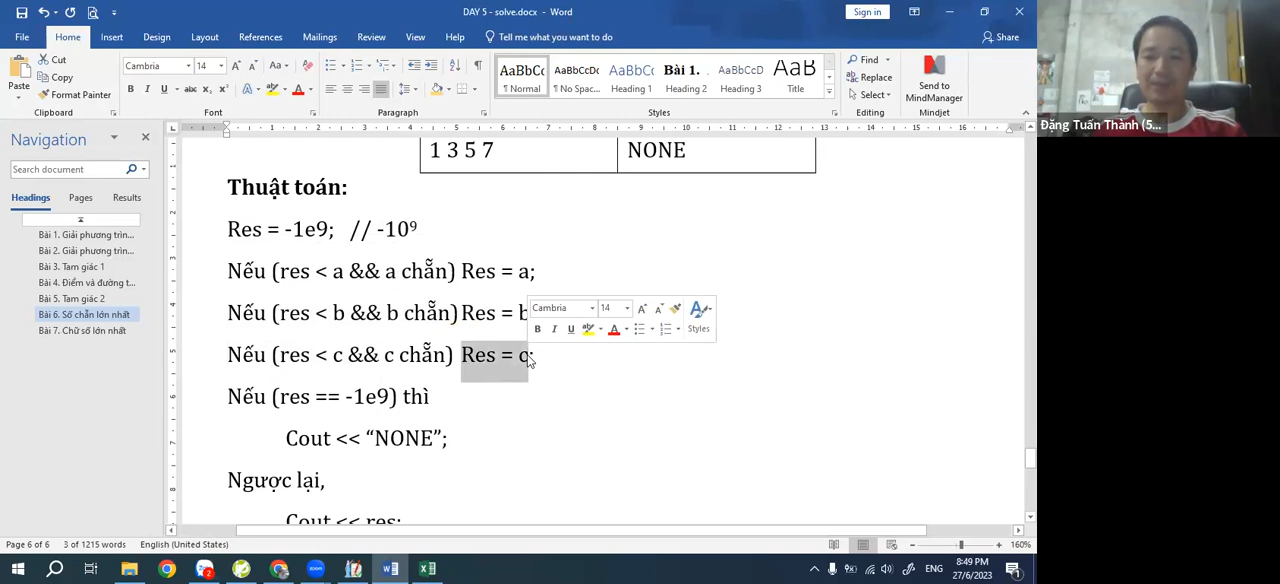 DAY 5 - solve.docx - Word
Sign in
File
Home
Insert
Design
Layout
References
Mailings
Review
View
Help
Tell me what you want to do
Share
Paste
Cut
Copy
Format Painter
Clipboard
Cambria
14
Font
Paragraph
AaBbCc
¶ Normal
AaBbCcDc
¶ No Spac...
AaBbCc
Heading 1
Bài 1.
Heading 2
AaBbCcD
Heading 3
AaB
Title
Styles
Find
Replace
Select
Editing
Send to
MindManager
Mindjet
Đặng Tuấn Thành (5...
Navigation
Search document
Headings
Pages
Results
Bài 1. Giải phương trìn...
Bài 2. Giải phương trìn...
Bài 3. Tam giác 1
Bài 4. Điểm và đường t...
Bài 5. Tam giác 2
Bài 6. Số chẵn lớn nhất
Bài 7. Chữ số lớn nhất
1 3 5 7
NONE
Thuật toán:
Res = -1e9; // -10⁹
Nếu (res < a && a chẵn) Res = a;
Nếu (res < b && b chẵn) Res = b
Nếu (res < c && c chẵn) Res = c;
Nếu (res == -1e9) thì
Cout << “NONE”;
Ngược lại,
Cout << res;
Cambria
14
Styles
Page 6 of 6
3 of 1215 words
English (United States)
160%
ENG
8:49 PM
27/6/2023